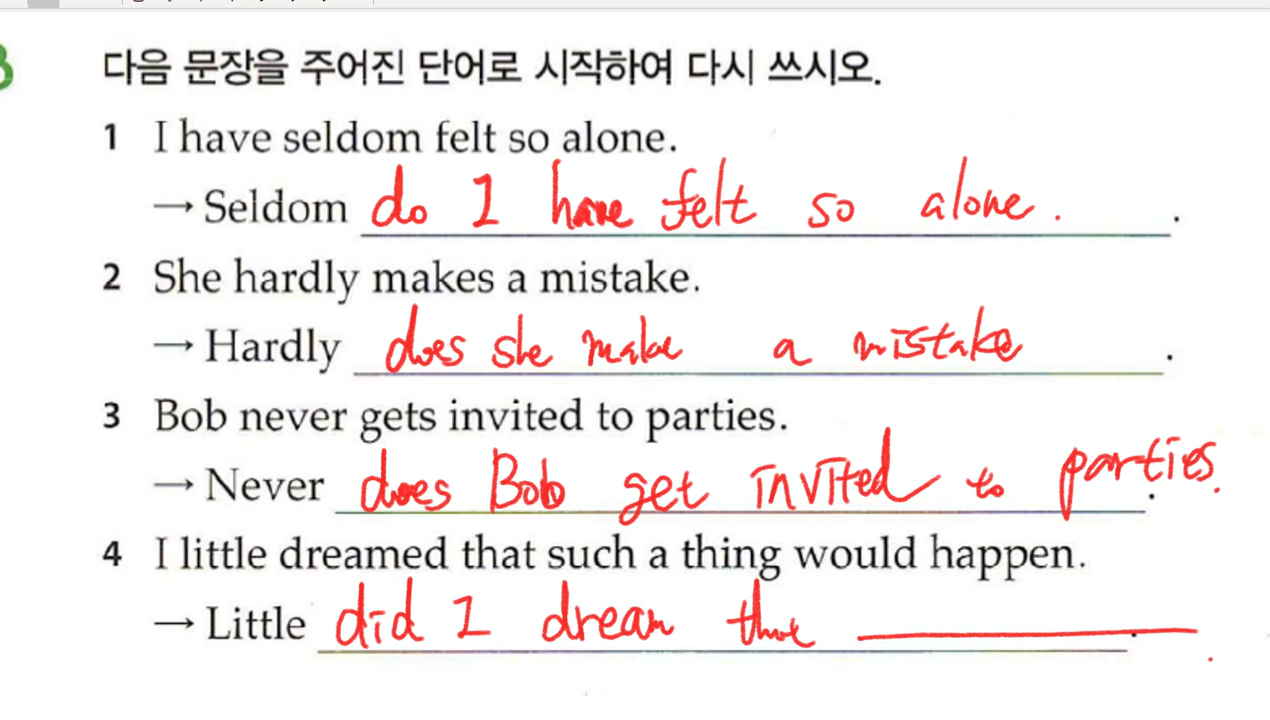 다음 문장을 주어진 단어로 시작하여 다시 쓰시오.
1 I have seldom felt so alone.
→ Seldom do I have felt so alone. .
2 She hardly makes a mistake.
→ Hardly does she make a mistake .
3 Bob never gets invited to parties.
→ Never does Bob get invited to parties. .
4 I little dreamed that such a thing would happen.
→ Little did I dream that .